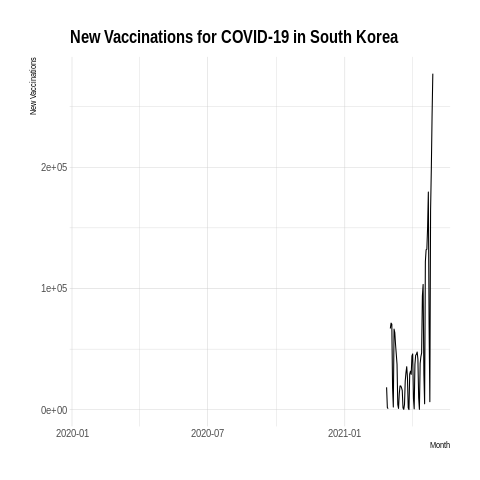 New Vaccinations for COVID-19 in South Korea
New Vaccinations
2e+05
1e+05
0e+00
2020-01 2020-07 2021-01
Month